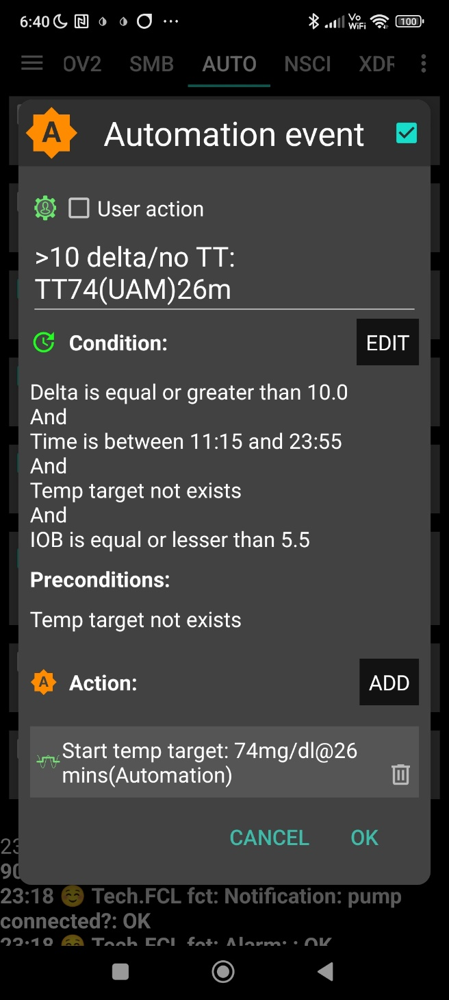 6:40
Vo
WiFi
100
OV2 SMB AUTO NSCI XDR
A Automation event
User action
>10 delta/no TT:
TT74(UAM)26m
Condition: EDIT
Delta is equal or greater than 10.0
And
Time is between 11:15 and 23:55
And
Temp target not exists
And
IOB is equal or lesser than 5.5
Preconditions:
Temp target not exists
A Action: ADD
Start temp target: 74mg/dl@26
mins(Automation)
CANCEL OK
23
90
23:18 ☺️ Tech.FCL fct: Notification: pump
connected?: OK
23:18 ☺️ Tech.FCL fct: Alarm: : OK